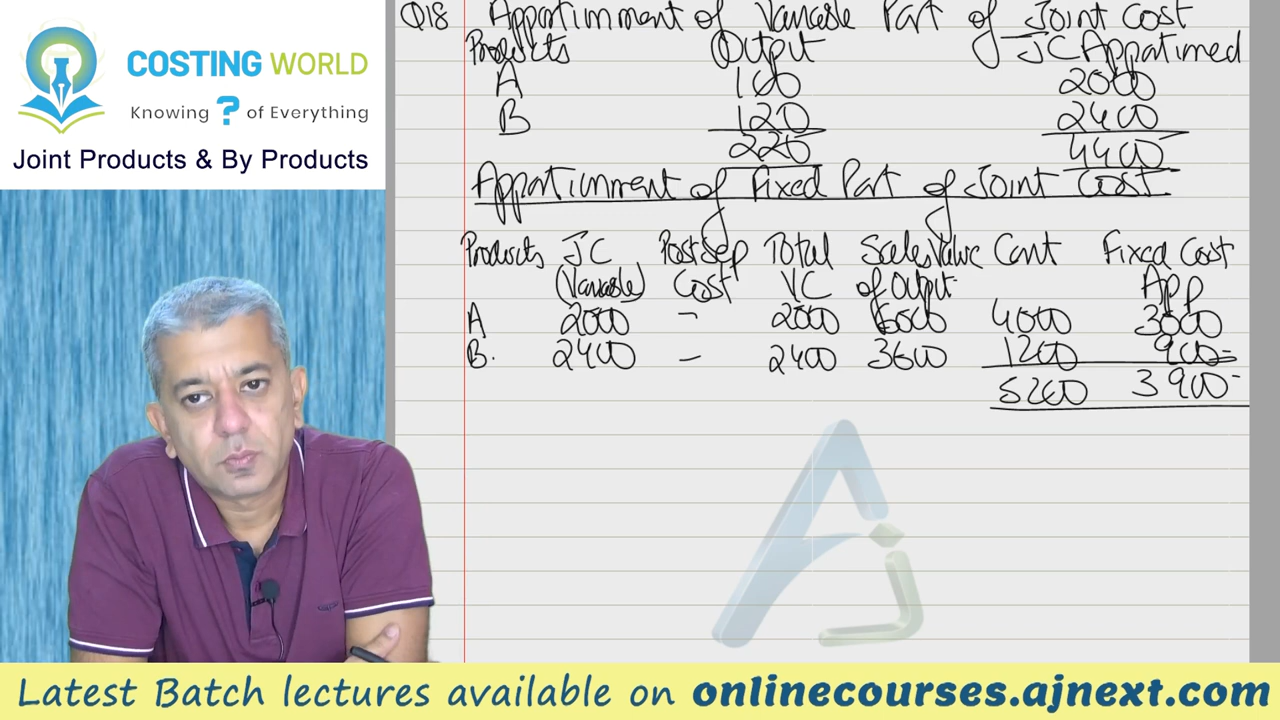 COSTING WORLD
Knowing ? of Everything
Joint Products & By Products
Q18 Apportionment of Variable Part of Joint Cost
Products Output JC Apportioned
A 100 2000
B 120 2400
220 4400
Apportionment of Fixed Part of Joint Cost
Products JC Post Sep Total Sales Value Cont Fixed Cost
(Variable) Cost VC of Output App
A 2000 - 2000 6000 4000 3000
B. 2400 - 2400 3600 1200 900=
5200 3900-
Latest Batch lectures available on onlinecourses.ajnext.com